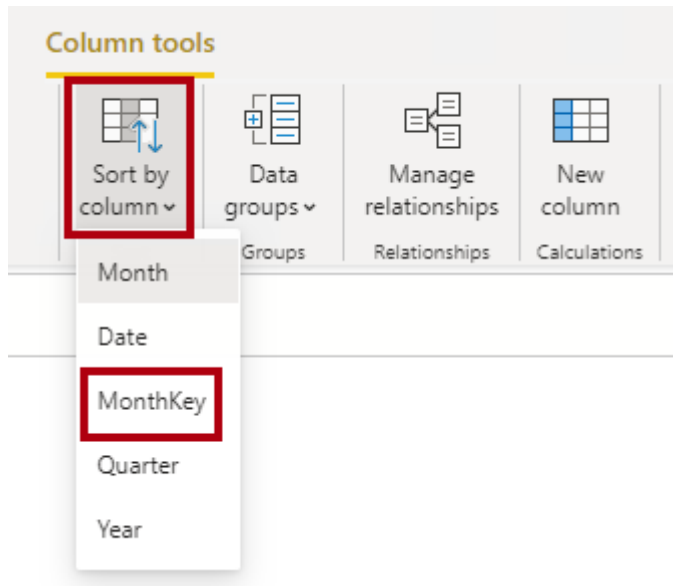 Column tools
Sort by
column
Data
groups
Manage
relationships
New
column
Groups
Relationships
Calculations
Month
Date
MonthKey
Quarter
Year